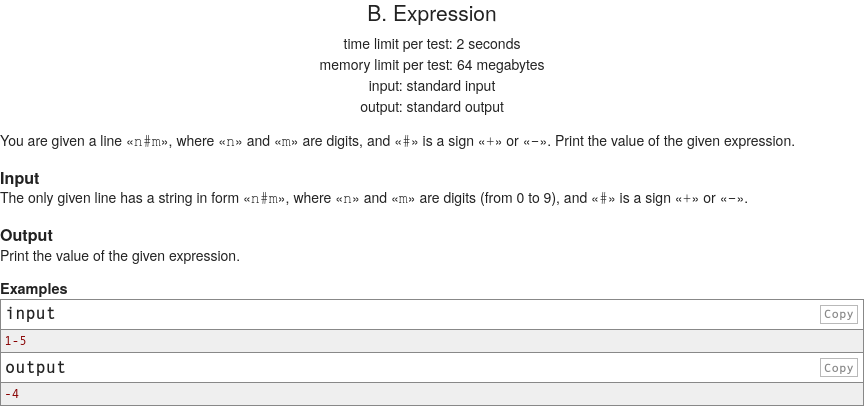 B. Expression
time limit per test: 2 seconds
memory limit per test: 64 megabytes
input: standard input
output: standard output
You are given a line «n#m», where «n» and «m» are digits, and «#» is a sign «+» or «−». Print the value of the given expression.
Input
The only given line has a string in form «n#m», where «n» and «m» are digits (from 0 to 9), and «#» is a sign «+» or «−».
Output
Print the value of the given expression.
Examples
input Copy
1-5
output Copy
-4